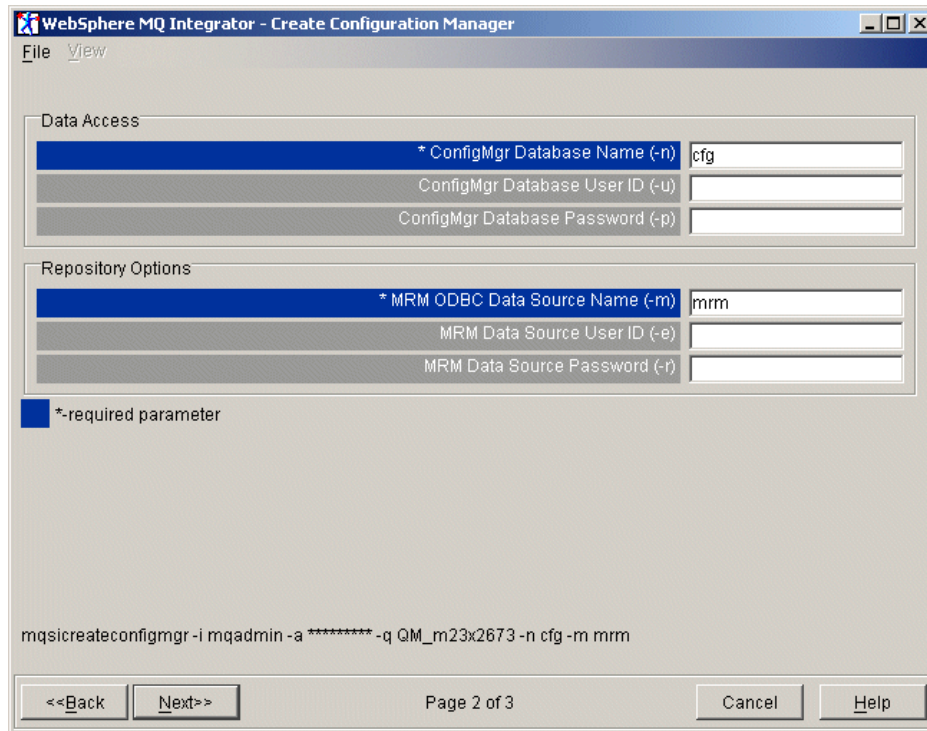 WebSphere MQ Integrator - Create Configuration Manager
File View
Data Access
* ConfigMgr Database Name (-n) cfg
ConfigMgr Database User ID (-u)
ConfigMgr Database Password (-p)
Repository Options
* MRM ODBC Data Source Name (-m) mrm
MRM Data Source User ID (-e)
MRM Data Source Password (-r)
*-required parameter
mqsicreateconfigmgr -i mqadmin -a ********* -q QM_m23x2673 -n cfg -m mrm
<<Back Next>> Page 2 of 3 Cancel Help